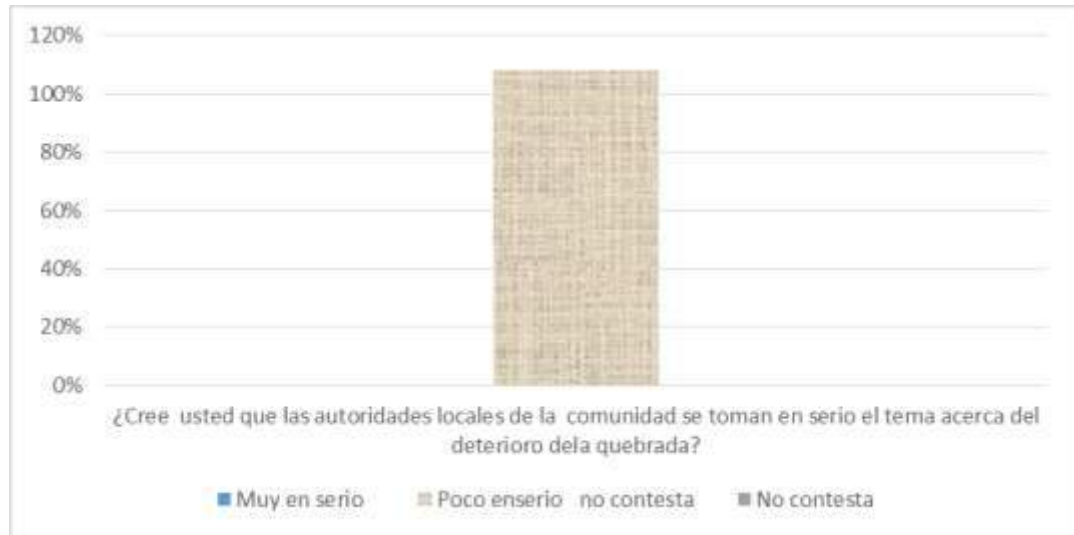 120%
100%
80%
60%
40%
20%
0%
¿Cree usted que las autoridades locales de la comunidad se toman en serio el tema acerca del
deterioro dela quebrada?
Muy en serio Poco enserio no contesta No contesta